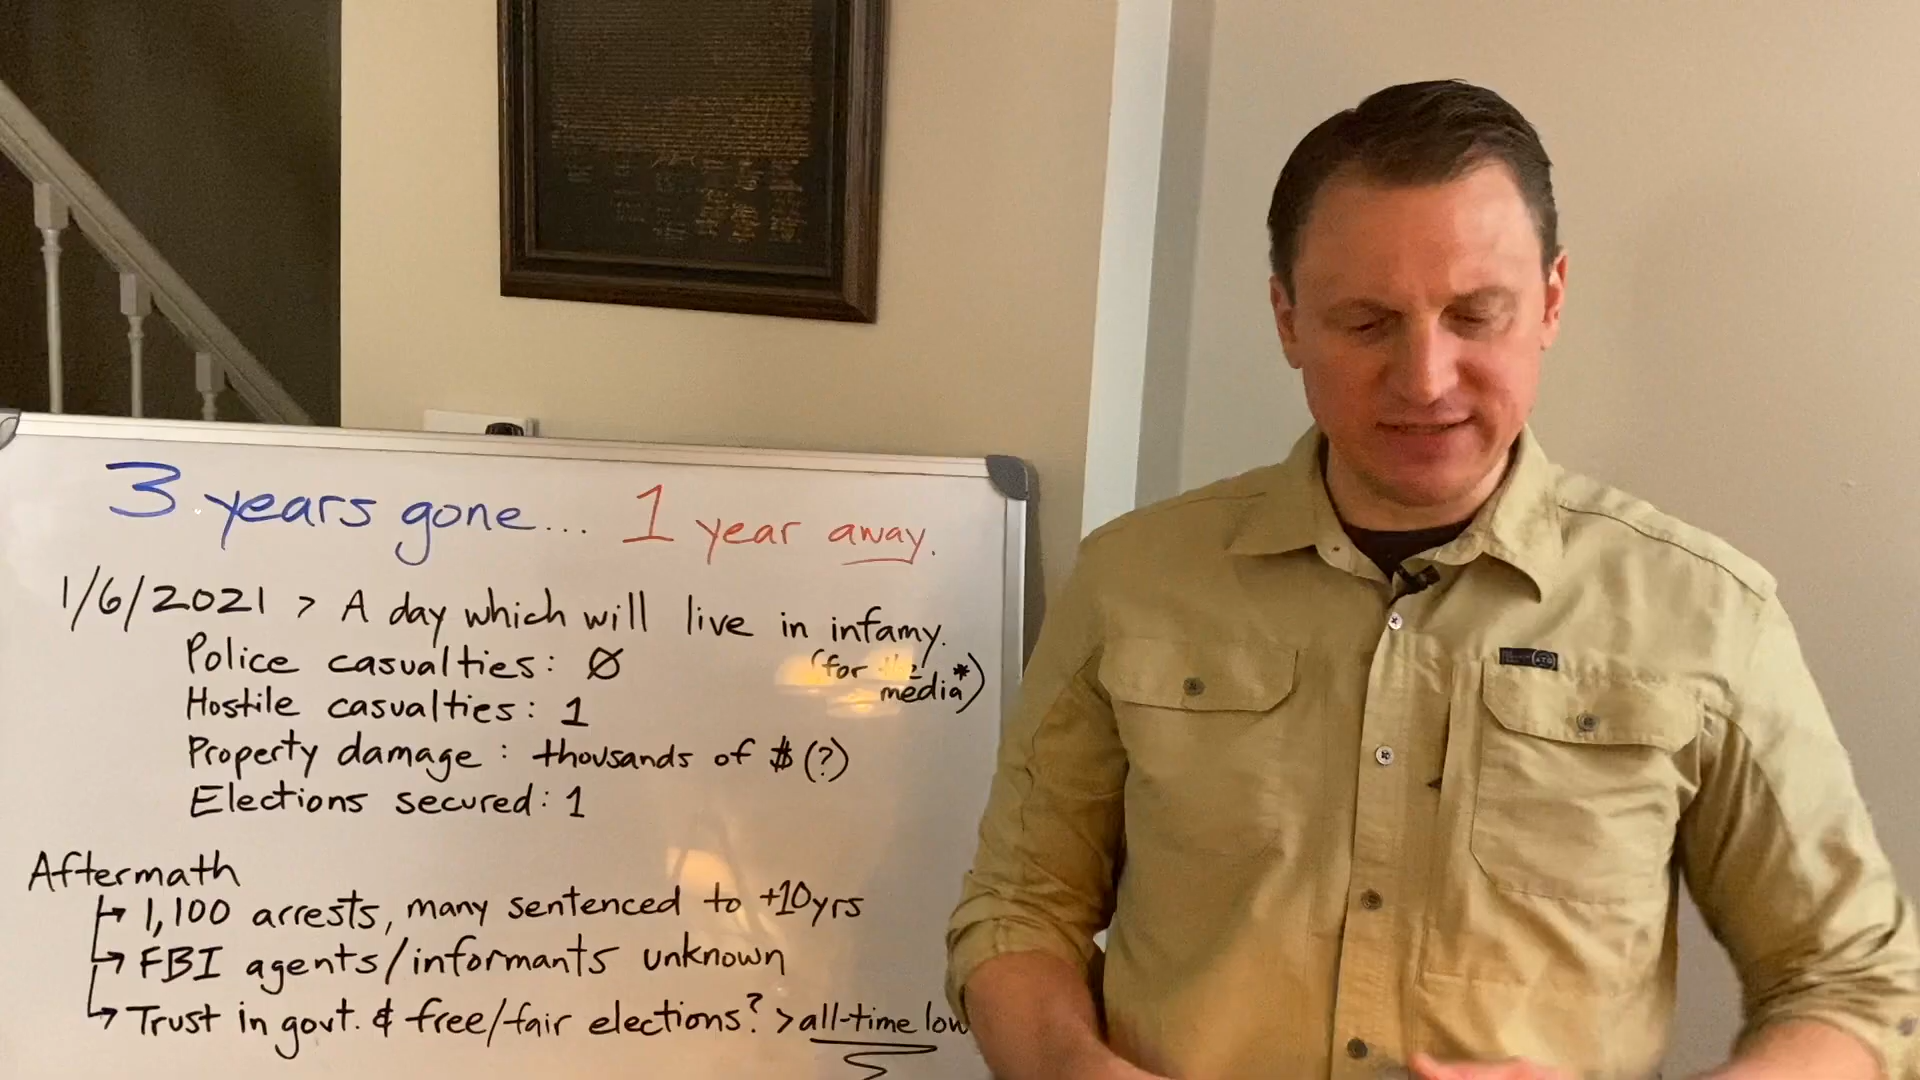 3 years gone... 1 year away.
1/6/2021 > A day which will live in infamy.
(for the media*)
Police casualties: Ø
Hostile casualties: 1
Property damage: thousands of $(?)
Elections secured: 1
Aftermath
↳ 1,100 arrests, many sentenced to +10yrs
↳ FBI agents/informants unknown
↳ Trust in govt. & free/fair elections? > all-time low